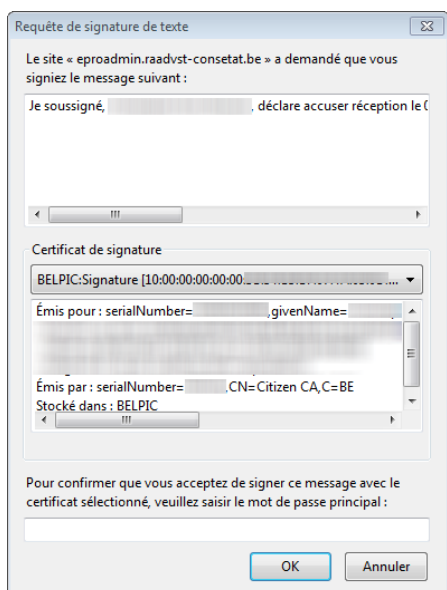 Requête de signature de texte
Le site « eproadmin.raadvst-consetat.be » a demandé que vous
signiez le message suivant :
Je soussigné, , déclare accuser réception le
Certificat de signature
BELPIC:Signature [10:00:00:00:00:00:
Émis pour : serialNumber= ,givenName=
Émis par : serialNumber= ,CN=Citizen CA,C=BE
Stocké dans : BELPIC
Pour confirmer que vous acceptez de signer ce message avec le
certificat sélectionné, veuillez saisir le mot de passe principal :
OK Annuler